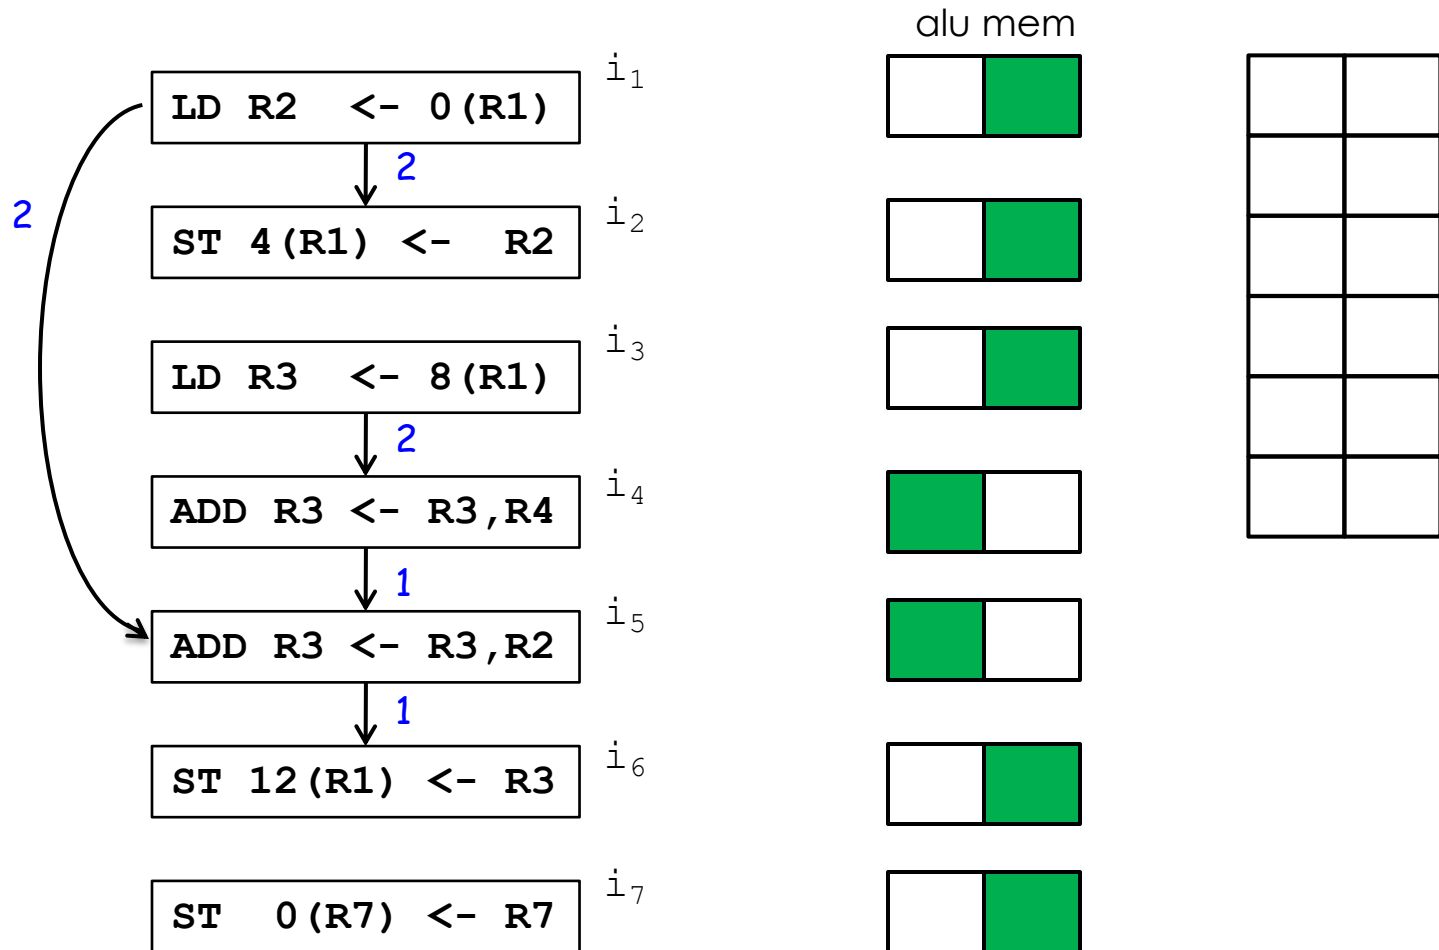 alu mem
i1
LD R2 <- 0(R1)
2
2
i2
ST 4(R1) <- R2
i3
LD R3 <- 8(R1)
2
i4
ADD R3 <- R3,R4
1
i5
ADD R3 <- R3,R2
1
i6
ST 12(R1) <- R3
i7
ST 0(R7) <- R7